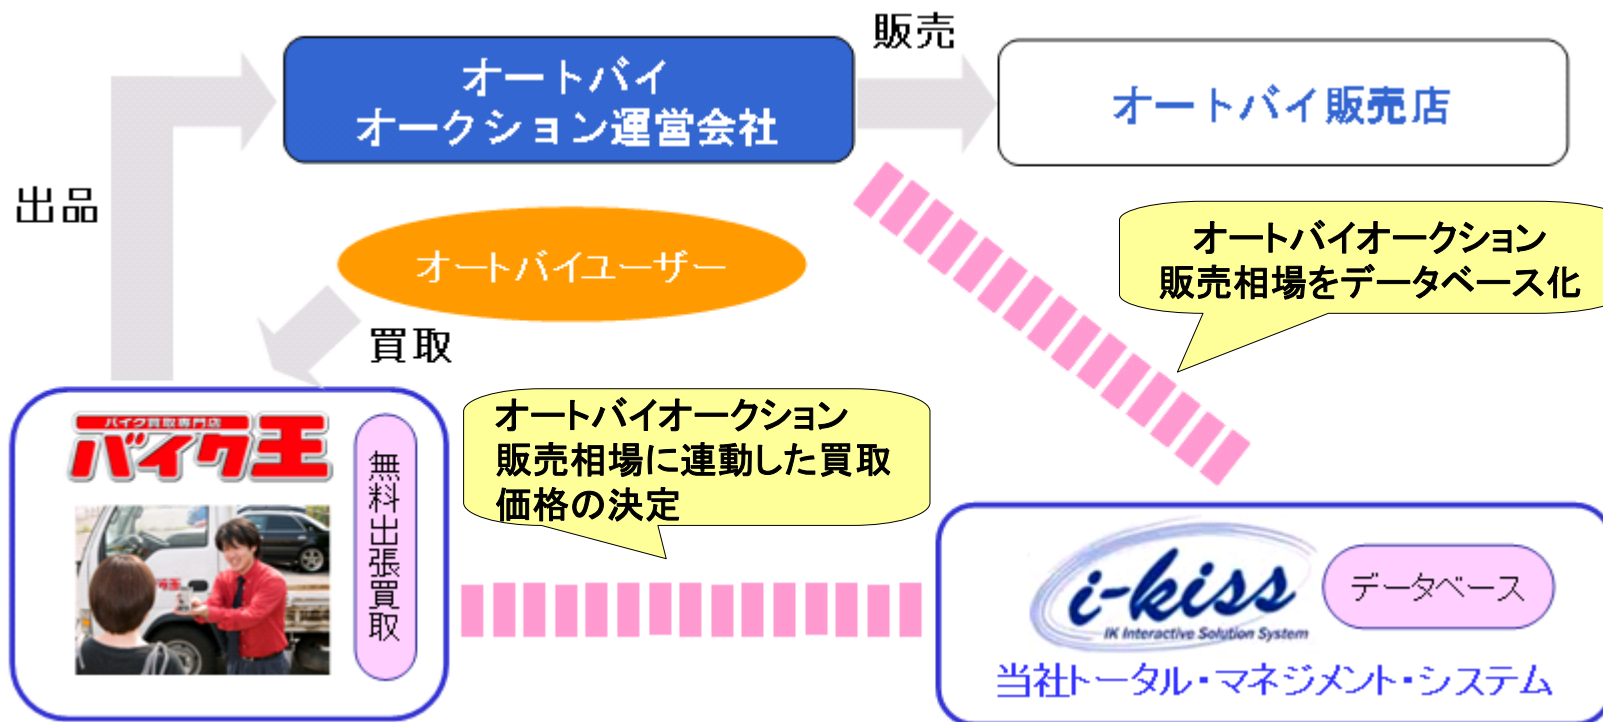 販売
オートバイ
オークション運営会社
オートバイ販売店
出品
オートバイユーザー
オートバイオークション
販売相場をデータベース化
買取
バイク買取専門店
バイク王
無料出張買取
オートバイオークション
販売相場に連動した買取
価格の決定
i-kiss
IK Interactive Solution System
データベース
当社トータル・マネジメント・システム